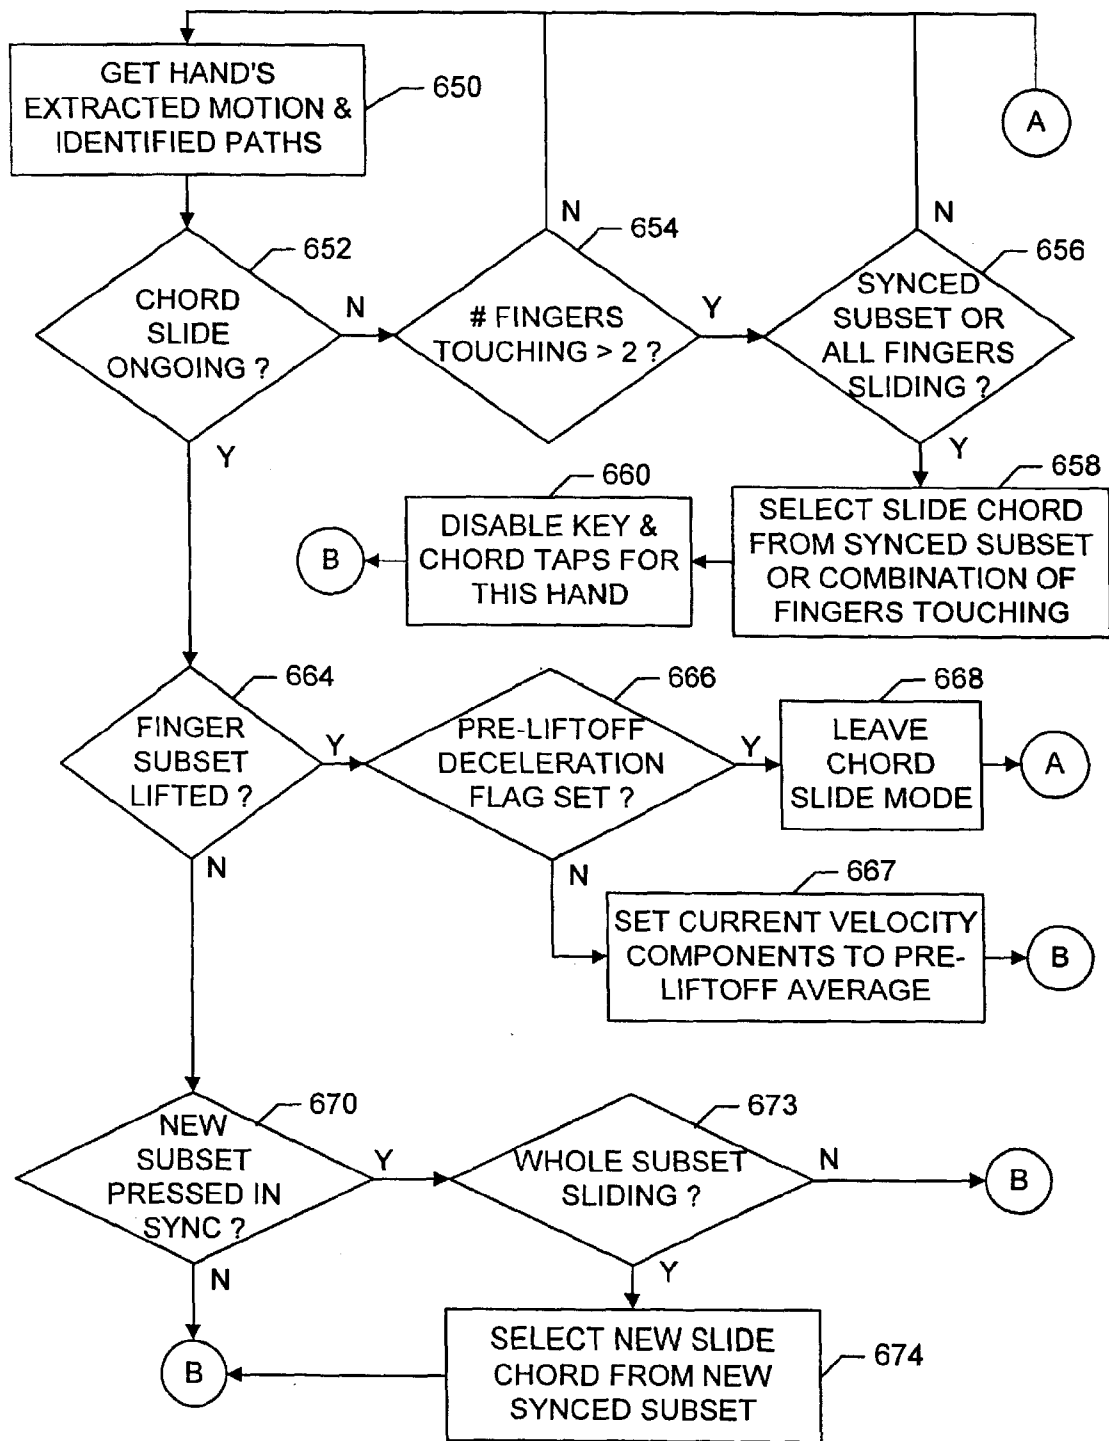 GET HAND'S
EXTRACTED MOTION &
IDENTIFIED PATHS
650
A
652
CHORD
SLIDE
ONGOING ?
N
Y
N
654
# FINGERS
TOUCHING > 2 ?
Y
N
656
SYNCED
SUBSET OR
ALL FINGERS
SLIDING ?
Y
658
SELECT SLIDE CHORD
FROM SYNCED SUBSET
OR COMBINATION OF
FINGERS TOUCHING
660
DISABLE KEY &
CHORD TAPS FOR
THIS HAND
B
664
FINGER
SUBSET
LIFTED ?
Y
N
666
PRE-LIFTOFF
DECELERATION
FLAG SET ?
Y
N
668
LEAVE
CHORD
SLIDE MODE
A
667
SET CURRENT VELOCITY
COMPONENTS TO PRE-
LIFTOFF AVERAGE
B
670
NEW
SUBSET
PRESSED IN
SYNC ?
Y
N
673
WHOLE SUBSET
SLIDING ?
N
B
Y
674
SELECT NEW SLIDE
CHORD FROM NEW
SYNCED SUBSET
B